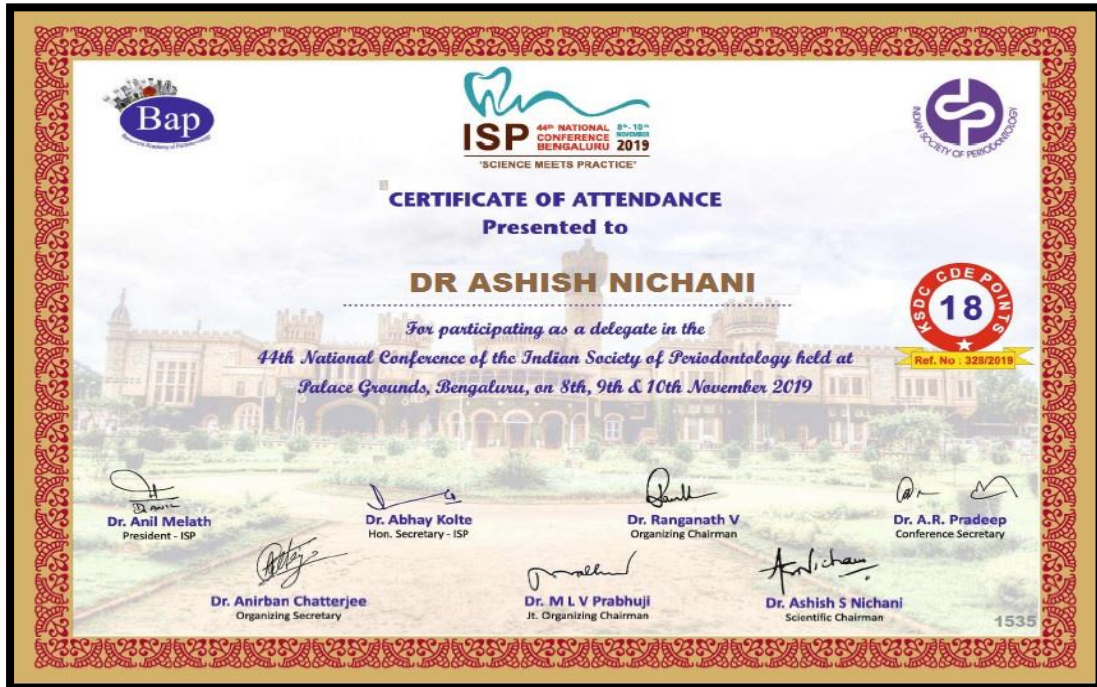 Bap
ISP 44th NATIONAL CONFERENCE BENGALURU 8th - 10th NOVEMBER 2019
'SCIENCE MEETS PRACTICE'
INDIAN SOCIETY OF PERIODONTOLOGY
CERTIFICATE OF ATTENDANCE
Presented to
DR ASHISH NICHANI
KSDC CDE POINTS
18
Ref. No : 328/2019
For participating as a delegate in the
44th National Conference of the Indian Society of Periodontology held at
Palace Grounds, Bengaluru, on 8th, 9th & 10th November 2019
Dr. Anil Melath
President - ISP
Dr. Abhay Kolte
Hon. Secretary - ISP
Dr. Ranganath V
Organizing Chairman
Dr. A.R. Pradeep
Conference Secretary
Dr. Anirban Chatterjee
Organizing Secretary
Dr. M L V Prabhuji
Jt. Organizing Chairman
Dr. Ashish S Nichani
Scientific Chairman
1535